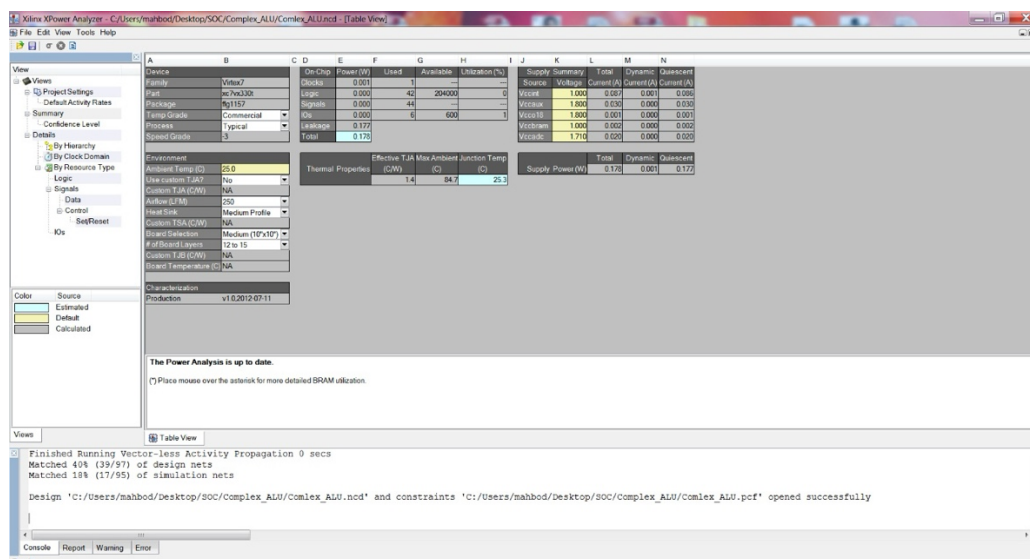 Xilinx XPower Analyzer - C:/Users/mahbod/Desktop/SOC/Complex_ALU/Comlex_ALU.ncd - [Table View]
File Edit View Tools Help
View
Views
Project Settings
Default Activity Rates
Summary
Confidence Level
Details
By Hierarchy
By Clock Domain
By Resource Type
Logic
Signals
Data
Control
Set/Reset
IOs
Color Source
Estimated
Default
Calculated
Views
A B C D E F G H I J K L M N
Device
Family Virtex7
Part xc7vx330t
Package ffg1157
Temp Grade Commercial
Process Typical
Speed Grade -3
Environment
Ambient Temp (C) 25.0
Use custom TJA? No
Custom TJA (C/W) NA
Airflow (LFM) 250
Heat Sink Medium Profile
Custom TSA (C/W) NA
Board Selection Medium (10"x10")
# of Board Layers 12 to 15
Custom TJB (C/W) NA
Board Temperature (C NA
Characterization
Production v1.0,2012-07-11
On-Chip Power (W) Used Available Utilization (%)
Clocks 0.001 1 --- ---
Logic 0.000 42 204000 0
Signals 0.000 44 --- ---
IOs 0.000 6 600 1
Leakage 0.177
Total 0.178
Effective TJA Max Ambient Junction Temp
Thermal Properties (C/W) (C) (C)
1.4 84.7 25.3
Supply Summary Total Dynamic Quiescent
Source Voltage Current (A) Current (A) Current (A)
Vccint 1.000 0.087 0.001 0.086
Vccaux 1.800 0.030 0.000 0.030
Vcco18 1.800 0.001 0.000 0.001
Vccbram 1.000 0.002 0.000 0.002
Vccadc 1.710 0.020 0.000 0.020
Total Dynamic Quiescent
Supply Power (W) 0.178 0.001 0.177
The Power Analysis is up to date.
(*) Place mouse over the asterisk for more detailed BRAM utilization.
Table View
Finished Running Vector-less Activity Propagation 0 secs
Matched 40% (39/97) of design nets
Matched 18% (17/95) of simulation nets
Design 'C:/Users/mahbod/Desktop/SOC/Complex_ALU/Comlex_ALU.ncd' and constraints 'C:/Users/mahbod/Desktop/SOC/Complex_ALU/Comlex_ALU.pcf' opened successfully
Console Report Warning Error